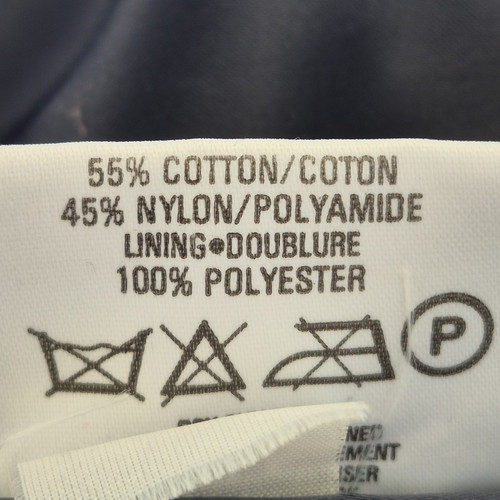 55% COTTON/COTON
45% NYLON/POLYAMIDE
LINING●DOUBLURE
100% POLYESTER
P